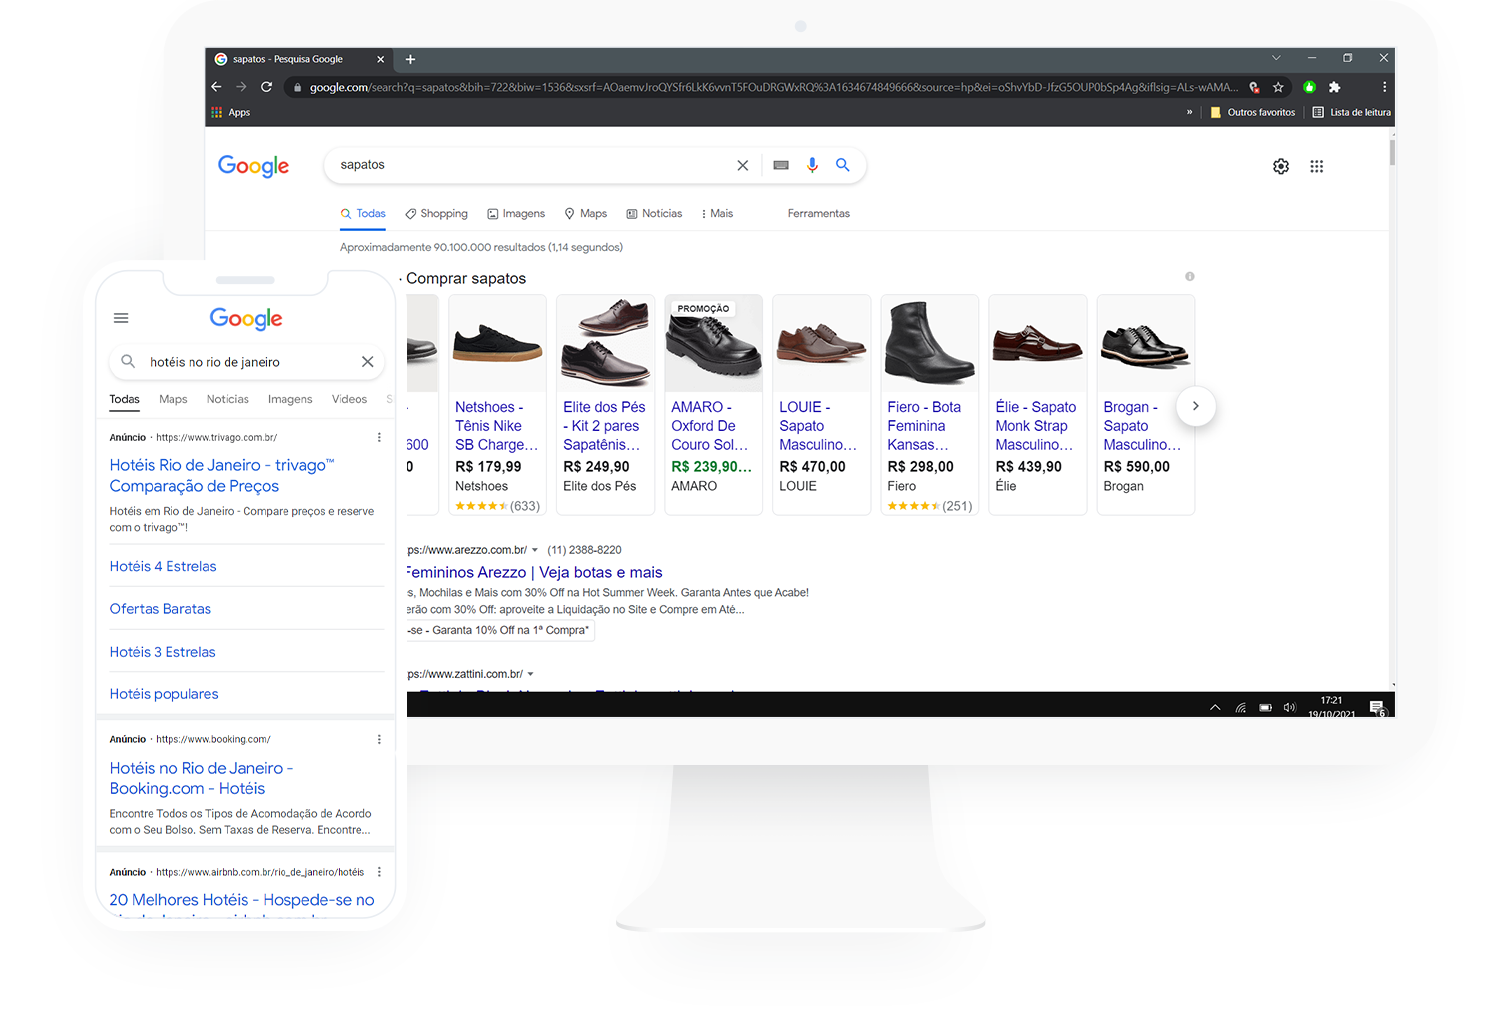 sapatos - Pesquisa Google
google.com/search?q=sapatos&bih=722&biw=1536&sxsrf=AOaemvJroQYSfr6LkK6vvnT5FOuDRGWxRQ%3A1634674849666&source=hp&ei=oShvYbD-JfzG5OUP0bSp4Ag&iflsig=ALs-wAMA...
Apps
»
Outros favoritos
Lista de leitura
Google
sapatos
Todas
Shopping
Imagens
Maps
Notícias
Mais
Ferramentas
Aproximadamente 90.100.000 resultados (1,14 segundos)
· Comprar sapatos
600
0
Netshoes -
Tênis Nike
SB Charge...
R$ 179,99
Netshoes
(633)
Elite dos Pés
- Kit 2 pares
Sapatênis...
R$ 249,90
Elite dos Pés
PROMOÇÃO
AMARO -
Oxford De
Couro Sol...
R$ 239,90...
AMARO
LOUIE -
Sapato
Masculino...
R$ 470,00
LOUIE
Fiero - Bota
Feminina
Kansas...
R$ 298,00
Fiero
(251)
Élie - Sapato
Monk Strap
Masculino...
R$ 439,90
Élie
Brogan -
Sapato
Masculino...
R$ 590,00
Brogan
ps://www.arezzo.com.br/ (11) 2388-8220
Femininos Arezzo | Veja botas e mais
s, Mochilas e Mais com 30% Off na Hot Summer Week. Garanta Antes que Acabe!
erão com 30% Off: aproveite a Liquidação no Site e Compre em Até...
-se - Garanta 10% Off na 1ª Compra*
ps://www.zattini.com.br/
17:21
19/10/2021
6
Google
hotéis no rio de janeiro
Todas
Maps
Notícias
Imagens
Vídeos
S
Anúncio · https://www.trivago.com.br/
Hotéis Rio de Janeiro - trivago™
Comparação de Preços
Hotéis em Rio de Janeiro - Compare preços e reserve
com o trivago™!
Hotéis 4 Estrelas
Ofertas Baratas
Hotéis 3 Estrelas
Hotéis populares
Anúncio · https://www.booking.com/
Hotéis no Rio de Janeiro -
Booking.com - Hotéis
Encontre Todos os Tipos de Acomodação de Acordo
com o Seu Bolso. Sem Taxas de Reserva. Encontre...
Anúncio · https://www.airbnb.com.br/rio_de_janeiro/hotéis
20 Melhores Hotéis - Hospede-se no